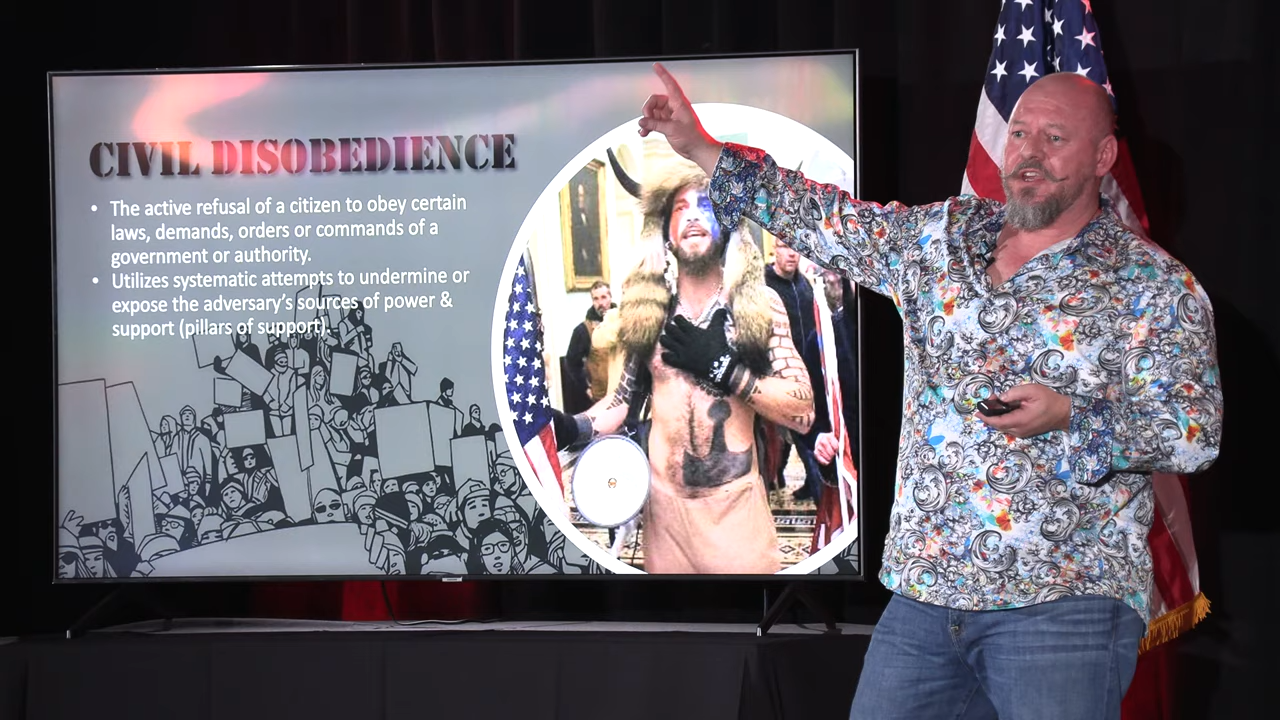 CIVIL DISOBEDIENCE
• The active refusal of a citizen to obey certain
laws, demands, orders or commands of a
government or authority.
• Utilizes systematic attempts to undermine or
expose the adversary's sources of power &
support (pillars of support).